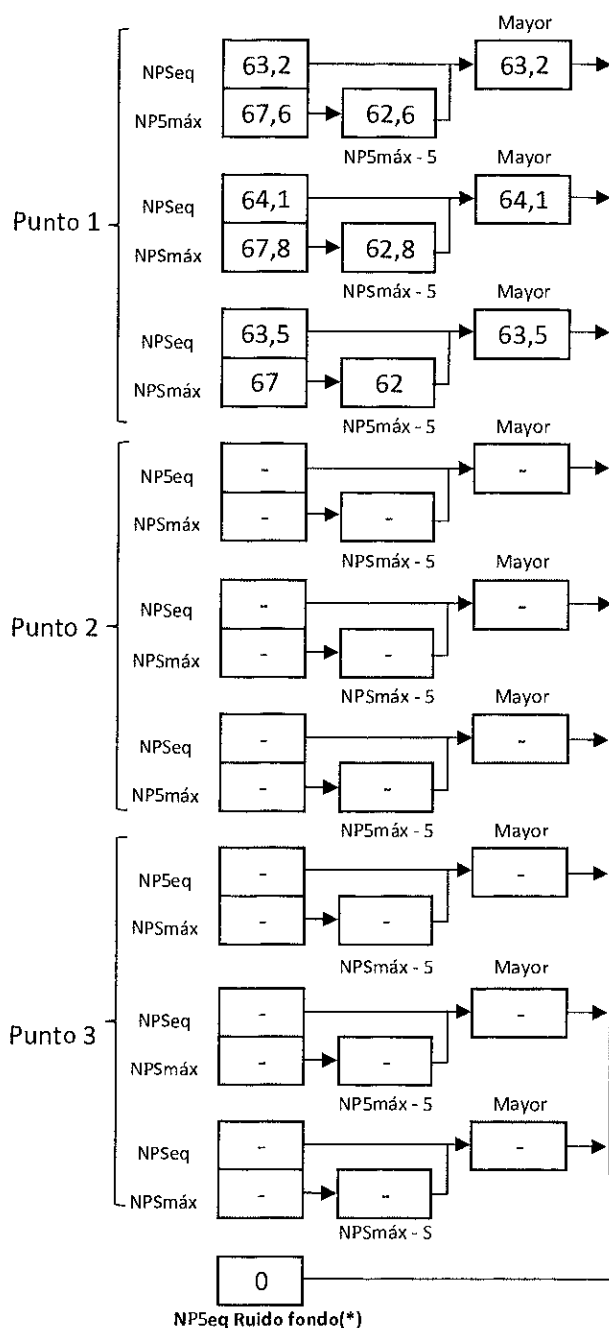 Mayor
NPSeq 63,2 63,2
NP5máx 67,6 62,6
NP5máx - 5
Mayor
Punto 1
NPSeq 64,1 64,1
NPSmáx 67,8 62,8
NPSmáx - 5
Mayor
NPSeq 63,5 63,5
NPSmáx 67 62
NP5máx - 5
Mayor
NP5eq - -
NPSmáx - -
NPSmáx - 5
Mayor
Punto 2
NPSeq - -
NPSmáx - -
NPSmáx - 5
Mayor
NPSeq - -
NP5máx - -
NP5máx - 5
Mayor
NP5eq - -
NPSmáx - -
NPSmáx - 5
Mayor
Punto 3
NPSeq - -
NPSmáx - -
NP5máx - 5
Mayor
NPSeq - -
NPSmáx - -
NPSmáx - S
0
NP5eq Ruido fondo(*)